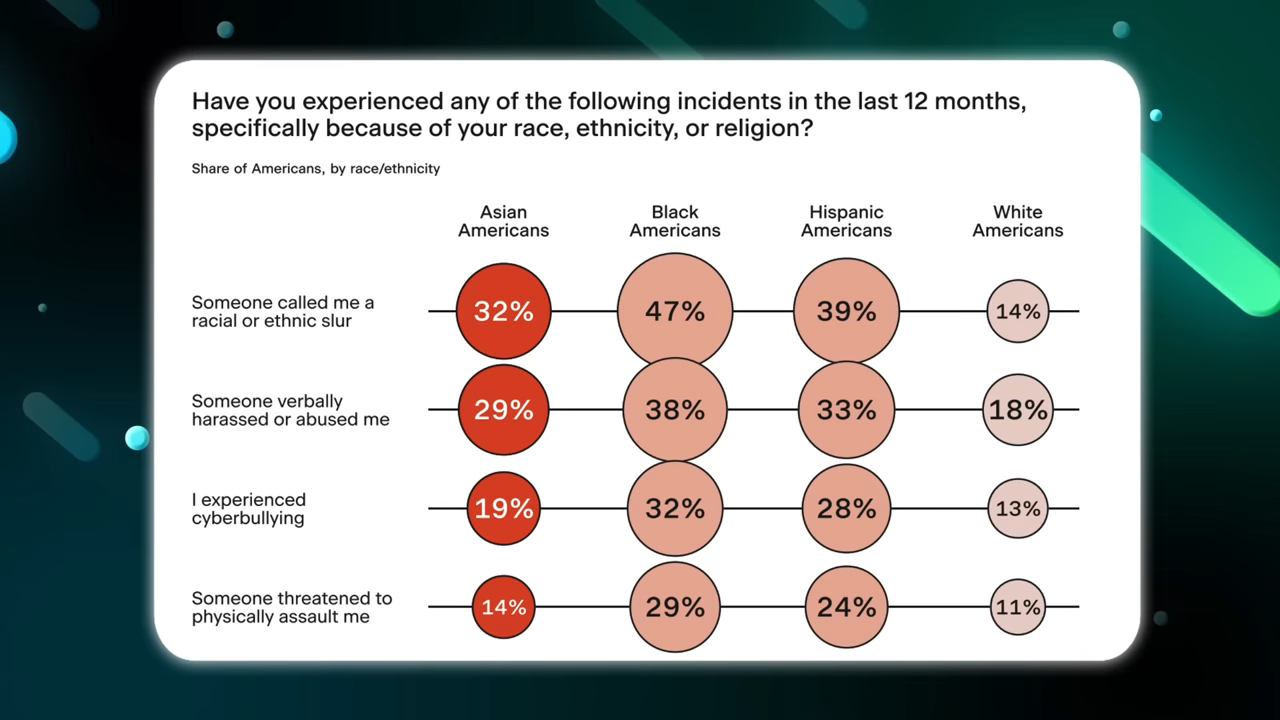 Have you experienced any of the following incidents in the last 12 months,
specifically because of your race, ethnicity, or religion?
Share of Americans, by race/ethnicity
Asian
Americans
Black
Americans
Hispanic
Americans
White
Americans
Someone called me a
racial or ethnic slur
32%
47%
39%
14%
Someone verbally
harassed or abused me
29%
38%
33%
18%
I experienced
cyberbullying
19%
32%
28%
13%
Someone threatened to
physically assault me
14%
29%
24%
11%